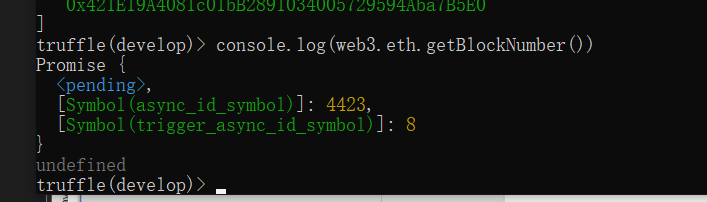 0x421E19A4081c01bB2891034005729594Aba7B5E0
]
truffle(develop)> console.log(web3.eth.getBlockNumber())
Promise {
<pending>,
[Symbol(async_id_symbol)]: 4423,
[Symbol(trigger_async_id_symbol)]: 8
}
undefined
truffle(develop)>